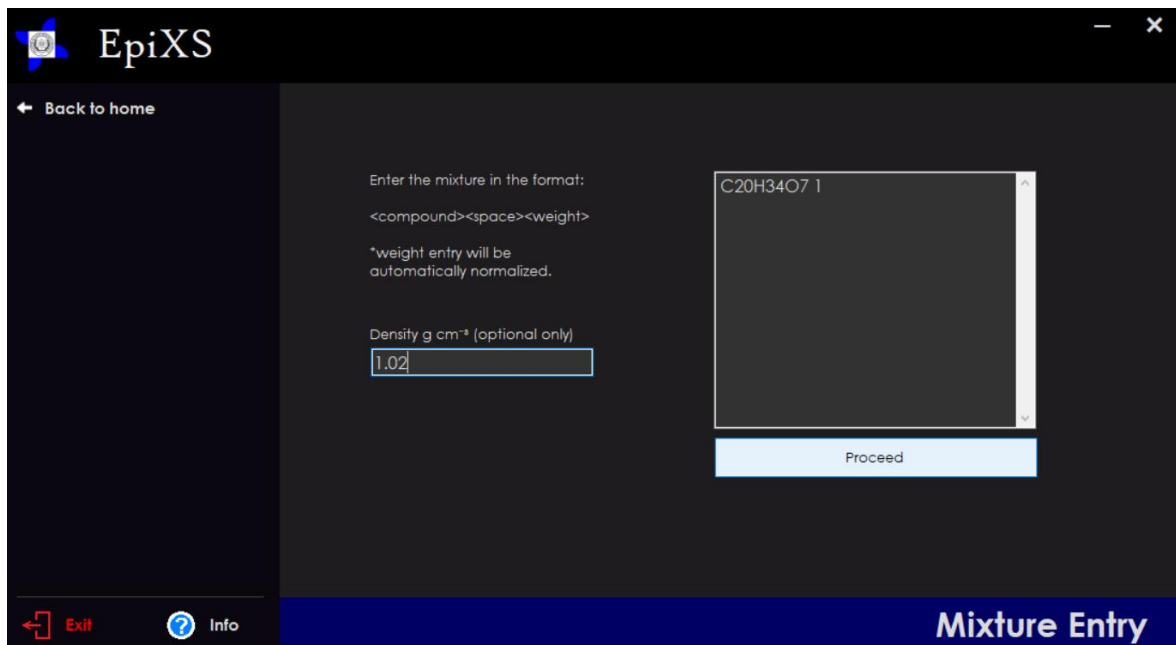 EpiXS
Back to home
Enter the mixture in the format:
<compound><space><weight>
*weight entry will be
automatically normalized.
Density g cm⁻³ (optional only)
1.02
C20H34O7 1
Proceed
Exit
Info
Mixture Entry